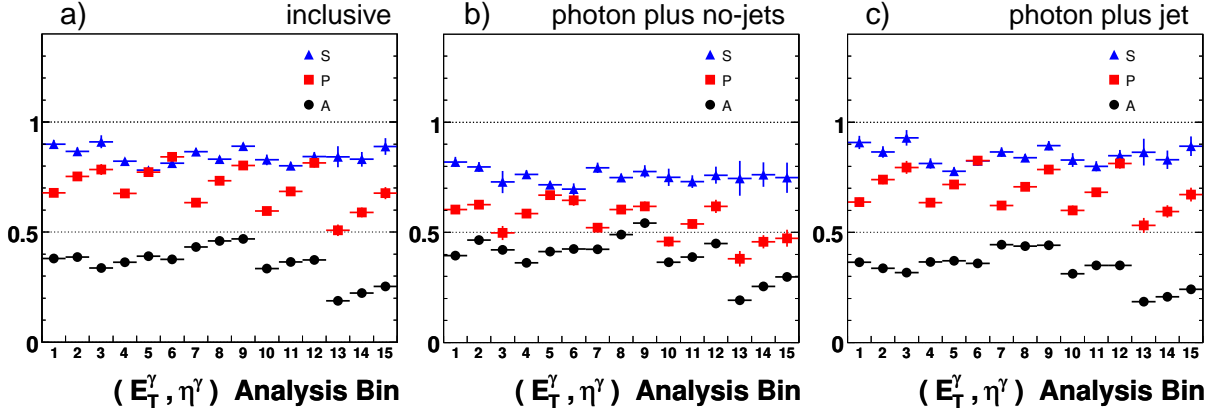 a) inclusive
S
P
A
1
0.5
0
1 2 3 4 5 6 7 8 9 10 11 12 13 14 15
( E_T^γ , η^γ ) Analysis Bin
b) photon plus no-jets
S
P
A
1
0.5
0
1 2 3 4 5 6 7 8 9 10 11 12 13 14 15
( E_T^γ , η^γ ) Analysis Bin
c) photon plus jet
S
P
A
1
0.5
0
1 2 3 4 5 6 7 8 9 10 11 12 13 14 15
( E_T^γ , η^γ ) Analysis Bin